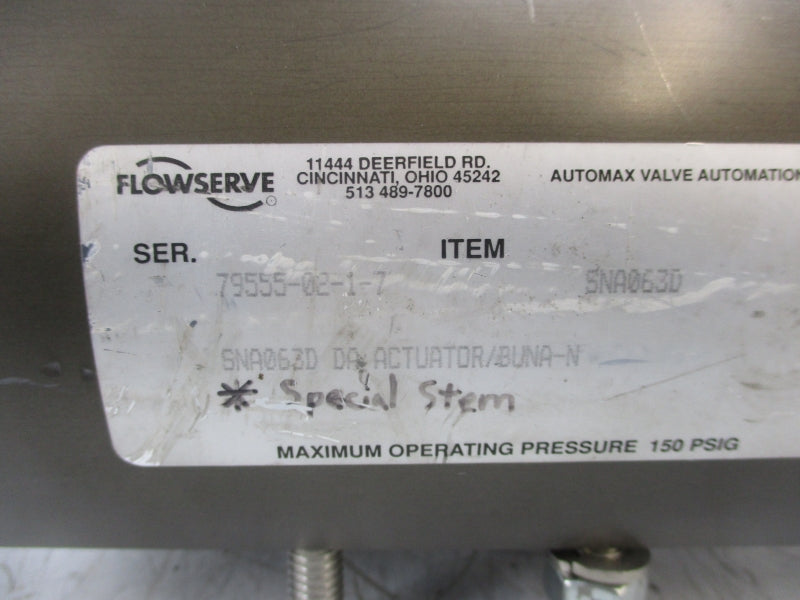 FLOWSERVE
11444 DEERFIELD RD.
CINCINNATI, OHIO 45242
513 489-7800
AUTOMAX VALVE AUTOMATION
SER.
ITEM
79555-02-1-7
SNA063D
SNA063D DA ACTUATOR/BUNA-N
* Special Stem
MAXIMUM OPERATING PRESSURE 150 PSIG